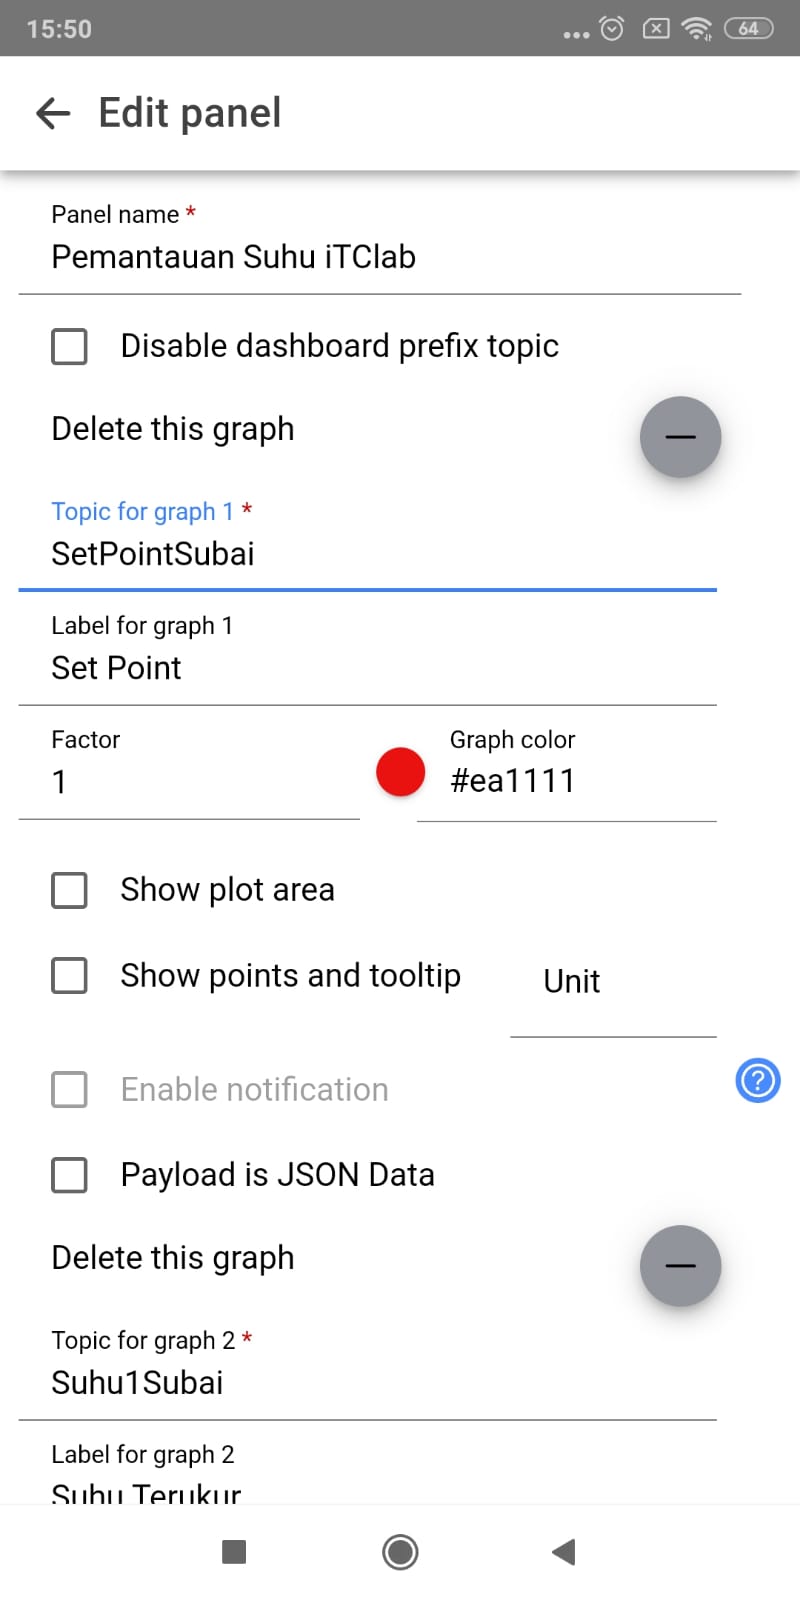 15:50
64
Edit panel
Panel name *
Pemantauan Suhu iTClab
Disable dashboard prefix topic
Delete this graph
Topic for graph 1 *
SetPointSubai
Label for graph 1
Set Point
Factor
1
Graph color
#ea1111
Show plot area
Show points and tooltip
Unit
Enable notification
?
Payload is JSON Data
Delete this graph
Topic for graph 2 *
Suhu1Subai
Label for graph 2
Suhu Terukur